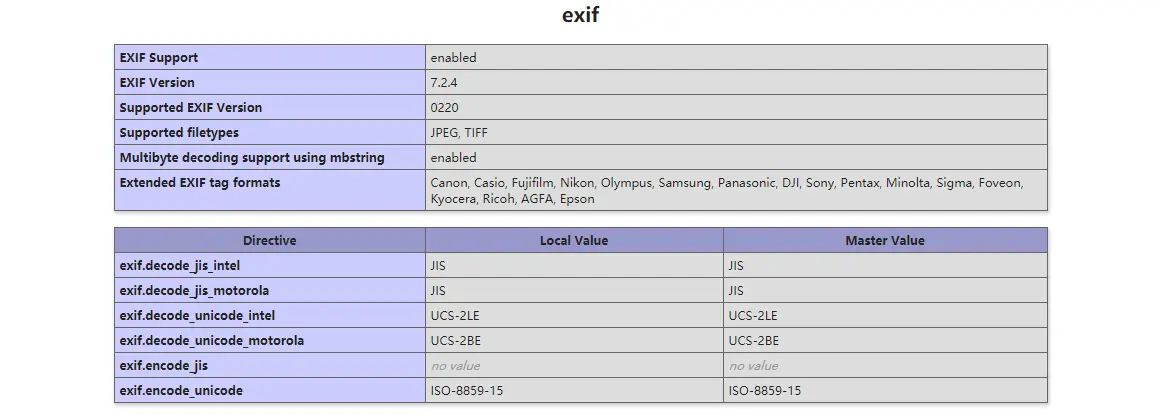 exif
EXIF Support enabled
EXIF Version 7.2.4
Supported EXIF Version 0220
Supported filetypes JPEG, TIFF
Multibyte decoding support using mbstring enabled
Extended EXIF tag formats Canon, Casio, Fujifilm, Nikon, Olympus, Samsung, Panasonic, DJI, Sony, Pentax, Minolta, Sigma, Foveon,
Kyocera, Ricoh, AGFA, Epson
Directive Local Value Master Value
exif.decode_jis_intel JIS JIS
exif.decode_jis_motorola JIS JIS
exif.decode_unicode_intel UCS-2LE UCS-2LE
exif.decode_unicode_motorola UCS-2BE UCS-2BE
exif.encode_jis no value no value
exif.encode_unicode ISO-8859-15 ISO-8859-15